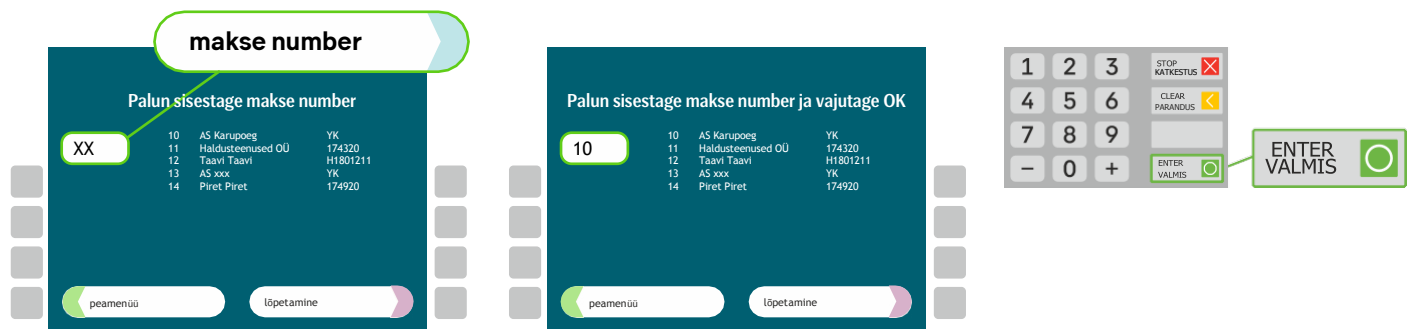 makse number
Palun sisestage makse number
XX
10 AS Karupoeg YK
11 Haldusteenused OÜ 174320
12 Taavi Taavi H1801211
13 AS xxx YK
14 Piret Piret 174920
peamenüü lõpetamine
Palun sisestage makse number ja vajutage OK
10
10 AS Karupoeg YK
11 Haldusteenused OÜ 174320
12 Taavi Taavi H1801211
13 AS xxx YK
14 Piret Piret 174920
peamenüü lõpetamine
1 2 3 STOP
KATKESTUS
4 5 6 CLEAR
PARANDUS
7 8 9
- 0 + ENTER
VALMIS
ENTER
VALMIS